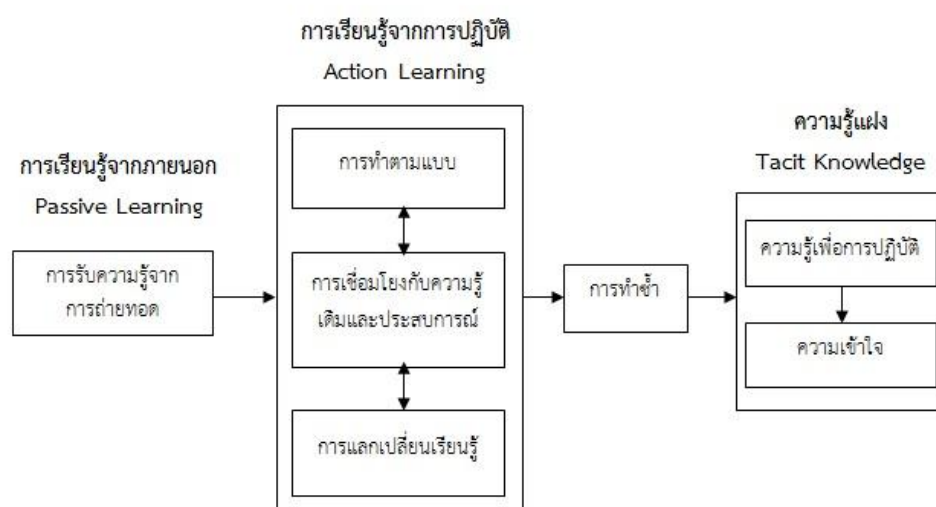 การเรียนรู้จากภายนอก
Passive Learning
การรับความรู้จาก
การถ่ายทอด
การเรียนรู้จากการปฏิบัติ
Action Learning
การทำตามแบบ
การเชื่อมโยงกับความรู้
เดิมและประสบการณ์
การแลกเปลี่ยนเรียนรู้
การทำซ้ำ
ความรู้แฝง
Tacit Knowledge
ความรู้เพื่อการปฏิบัติ
ความเข้าใจ